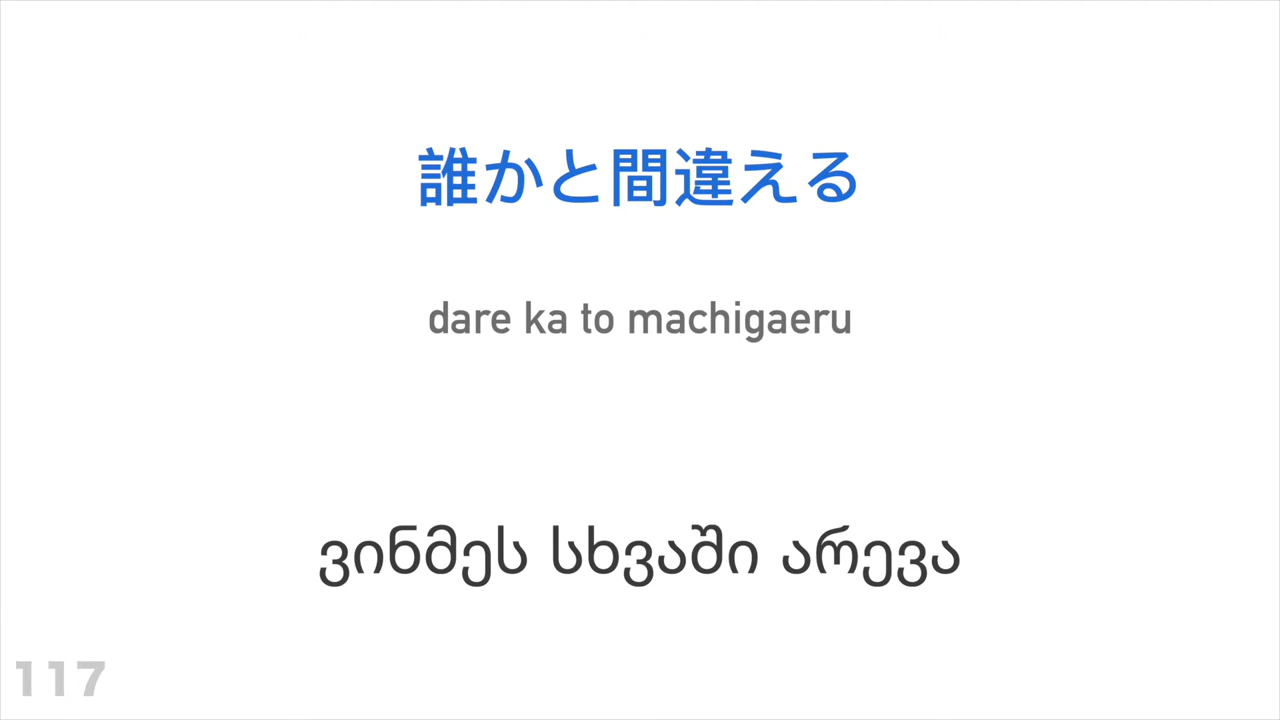 誰かと間違える
dare ka to machigaeru
ვინმეს სხვაში არევა
117